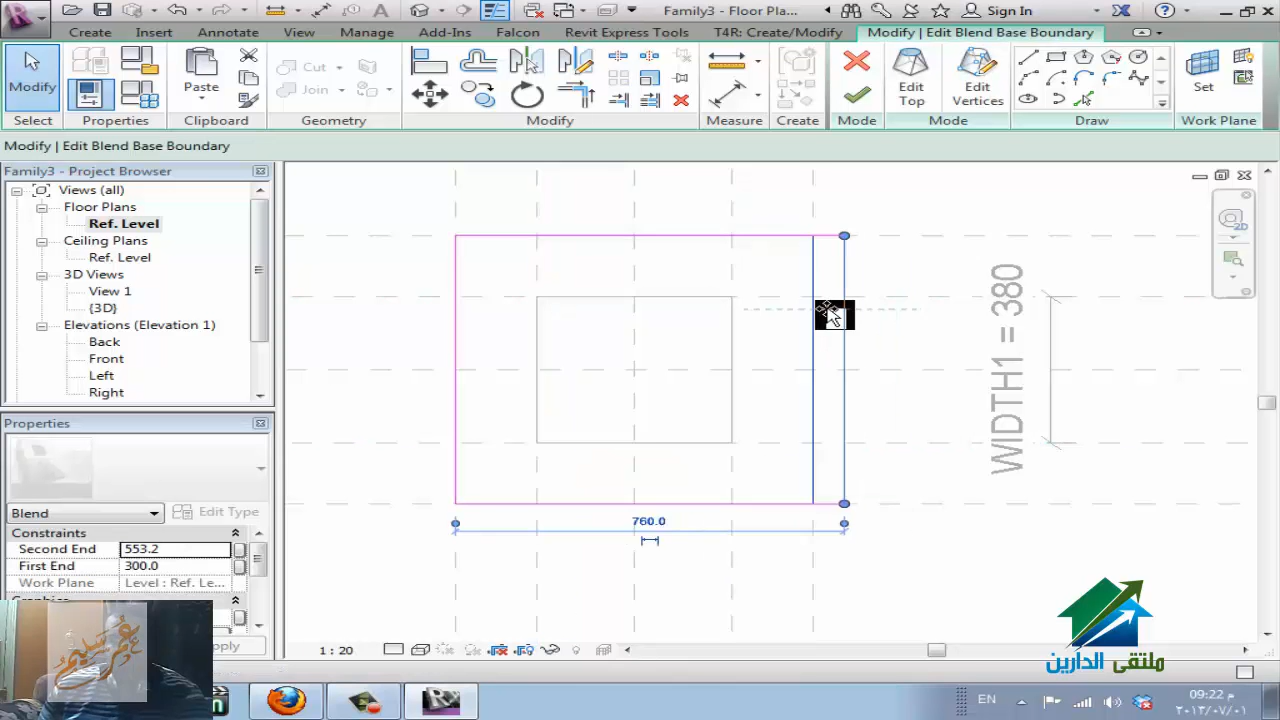 Family3 - Floor Pla...
Sign In
Create
Insert
Annotate
View
Manage
Add-Ins
Falcon
Revit Express Tools
T4R: Create/Modify
Modify | Edit Blend Base Boundary
Modify
Paste
Cut
Join
Edit Top
Edit Vertices
Set
Select
Properties
Clipboard
Geometry
Modify
Measure
Create
Mode
Mode
Draw
Work Plane
Modify | Edit Blend Base Boundary
Family3 - Project Browser
Views (all)
Floor Plans
Ref. Level
Ceiling Plans
Ref. Level
3D Views
View 1
{3D}
Elevations (Elevation 1)
Back
Front
Left
Right
Properties
Blend
Edit Type
Constraints
Second End 553.2
First End 300.0
Work Plane Level : Ref. Le...
760.0
WIDTH1 = 380
2D
1 : 20
ملتقى الدارين
EN
09:22 م
٢٠١٣/٠٧/٠١